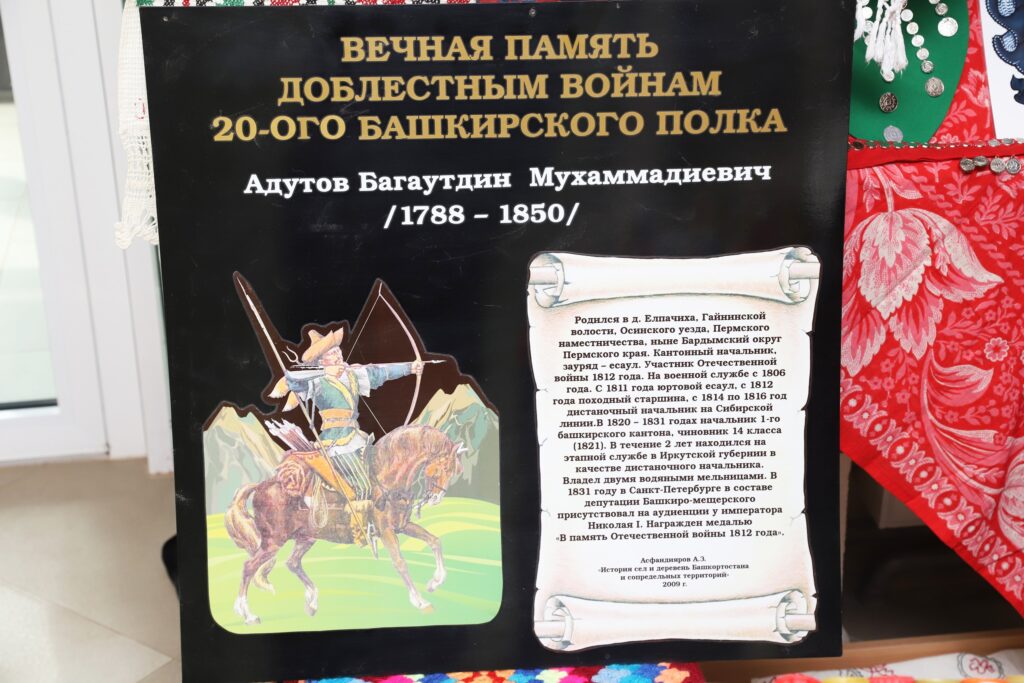 ВЕЧНАЯ ПАМЯТЬ
ДОБЛЕСТНЫМ ВОЙНАМ
20-ОГО БАШКИРСКОГО ПОЛКА
Адутов Багаутдин Мухаммадиевич
/1788 – 1850/
Родился в д. Елпачиха, Гайнинской
волости, Осинского уезда, Пермского
наместничества, ныне Бардымский округ
Пермского края. Кантонный начальник,
зауряд – есаул. Участник Отечественной
войны 1812 года. На военной службе с 1806
года. С 1811 года юртовой есаул, с 1812
года походный старшина, с 1814 по 1816 год
дистаночный начальник на Сибирской
линии.В 1820 – 1831 годах начальник 1-го
башкирского кантона, чиновник 14 класса
(1821). В течение 2 лет находился на
этапной службе в Иркутской губернии в
качестве дистаночного начальника.
Владел двумя водяными мельницами. В
1831 году в Санкт-Петербурге в составе
депутации Башкиро-мещерского
присутствовал на аудиенции у императора
Николая I. Награжден медалью
«В память Отечественной войны 1812 года».
Асфандияров А.З.
«История сел и деревень Башкортостана
и сопредельных территорий»
2009 г.